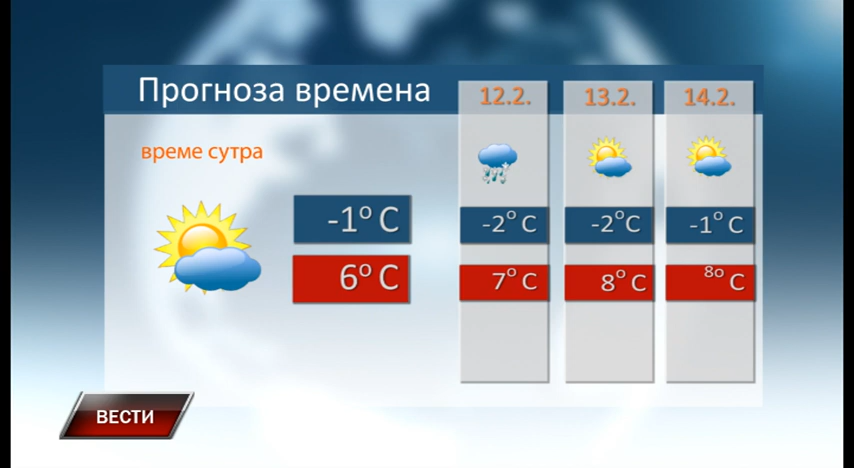 Прогноза времена
12.2.
13.2.
14.2.
време сутра
-1° C
6° C
-2° C
-2°C
-1° C
7° C
8° C
8° C
ВЕСТИ